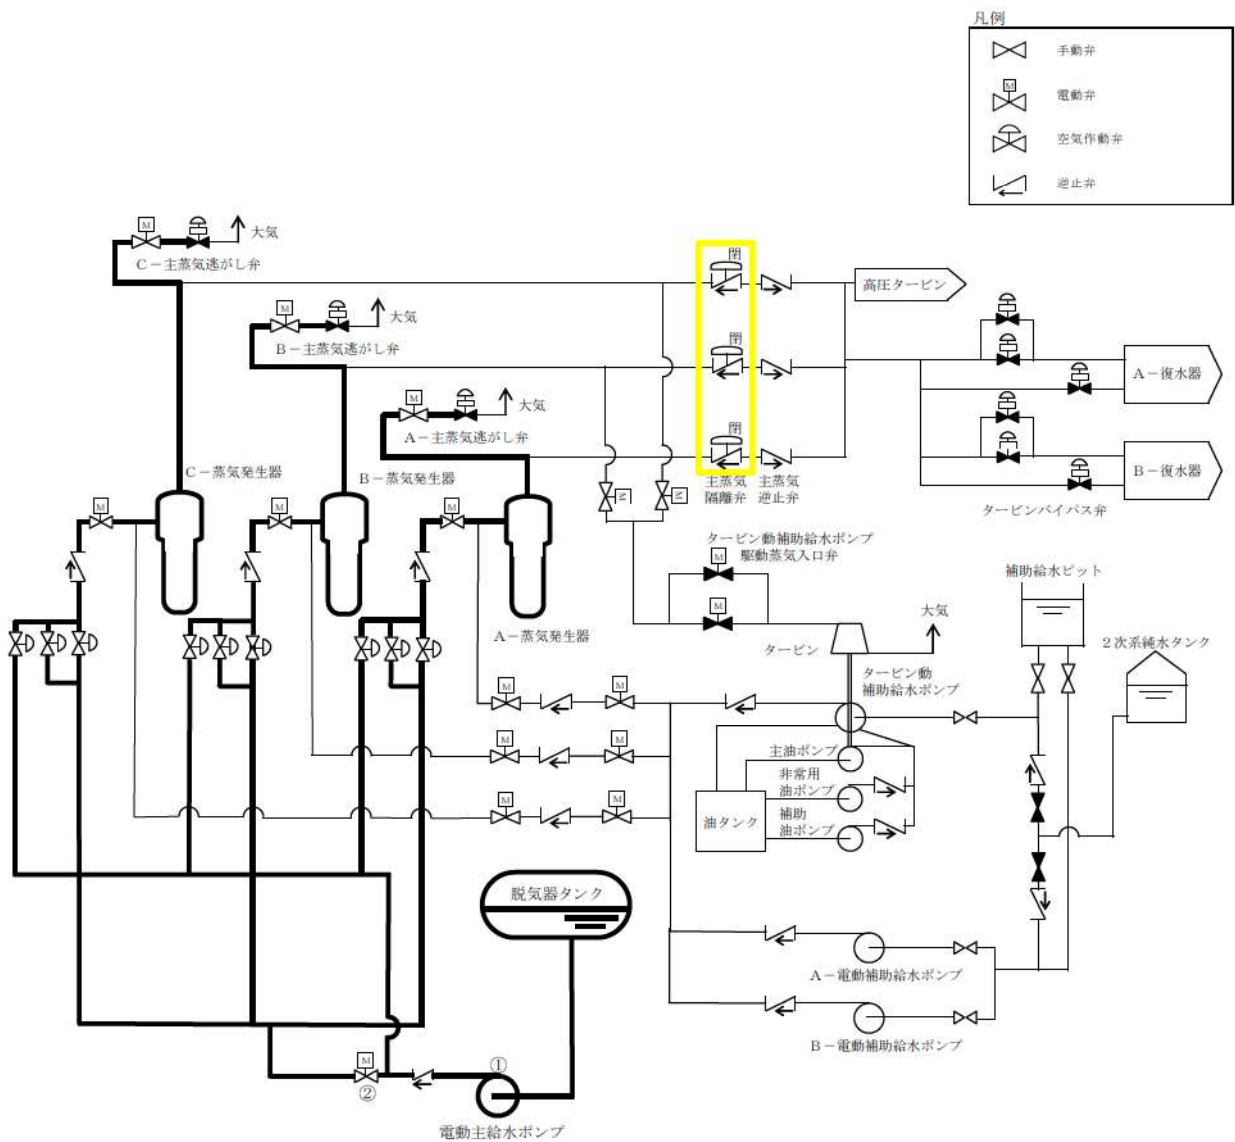 凡例
手動弁
M
電動弁
空気作動弁
逆止弁
M
大気
C－主蒸気逃がし弁
閉
高圧タービン
M
大気
B－主蒸気逃がし弁
閉
A－復水器
M
大気
A－主蒸気逃がし弁
閉
B－復水器
C－蒸気発生器
B－蒸気発生器
主蒸気
隔離弁
主蒸気
逆止弁
M
M
M
M
M
タービンバイパス弁
タービン動補助給水ポンプ
駆動蒸気入口弁
M
M
補助給水ピット
A－蒸気発生器
大気
タービン
2次系純水タンク
タービン動
補助給水ポンプ
M
M
M
M
主油ポンプ
非常用
油ポンプ
M
M
油タンク
補助
油ポンプ
脱気器タンク
A－電動補助給水ポンプ
B－電動補助給水ポンプ
M
①
②
電動主給水ポンプ